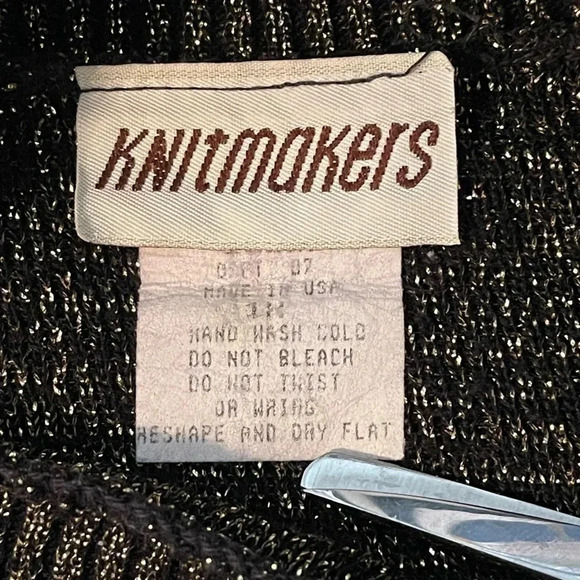 KNItmakers
07
MADE IN USA
HAND WASH COLD
DO NOT BLEACH
DO NOT TWIST
OR WRING
RESHAPE AND DRY FLAT